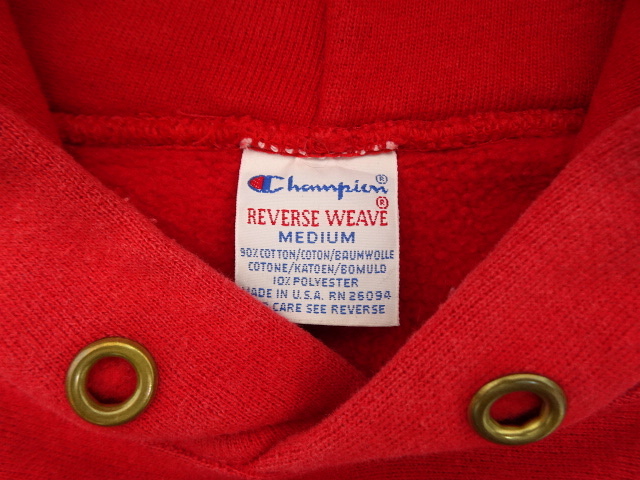 Champion®
REVERSE WEAVE®
MEDIUM
90% COTTON/COTON/BAUMWOLLE
COTONE/KATOEN/BOMULD
10% POLYESTER
MADE IN U.S.A. RN 26094
CARE SEE REVERSE